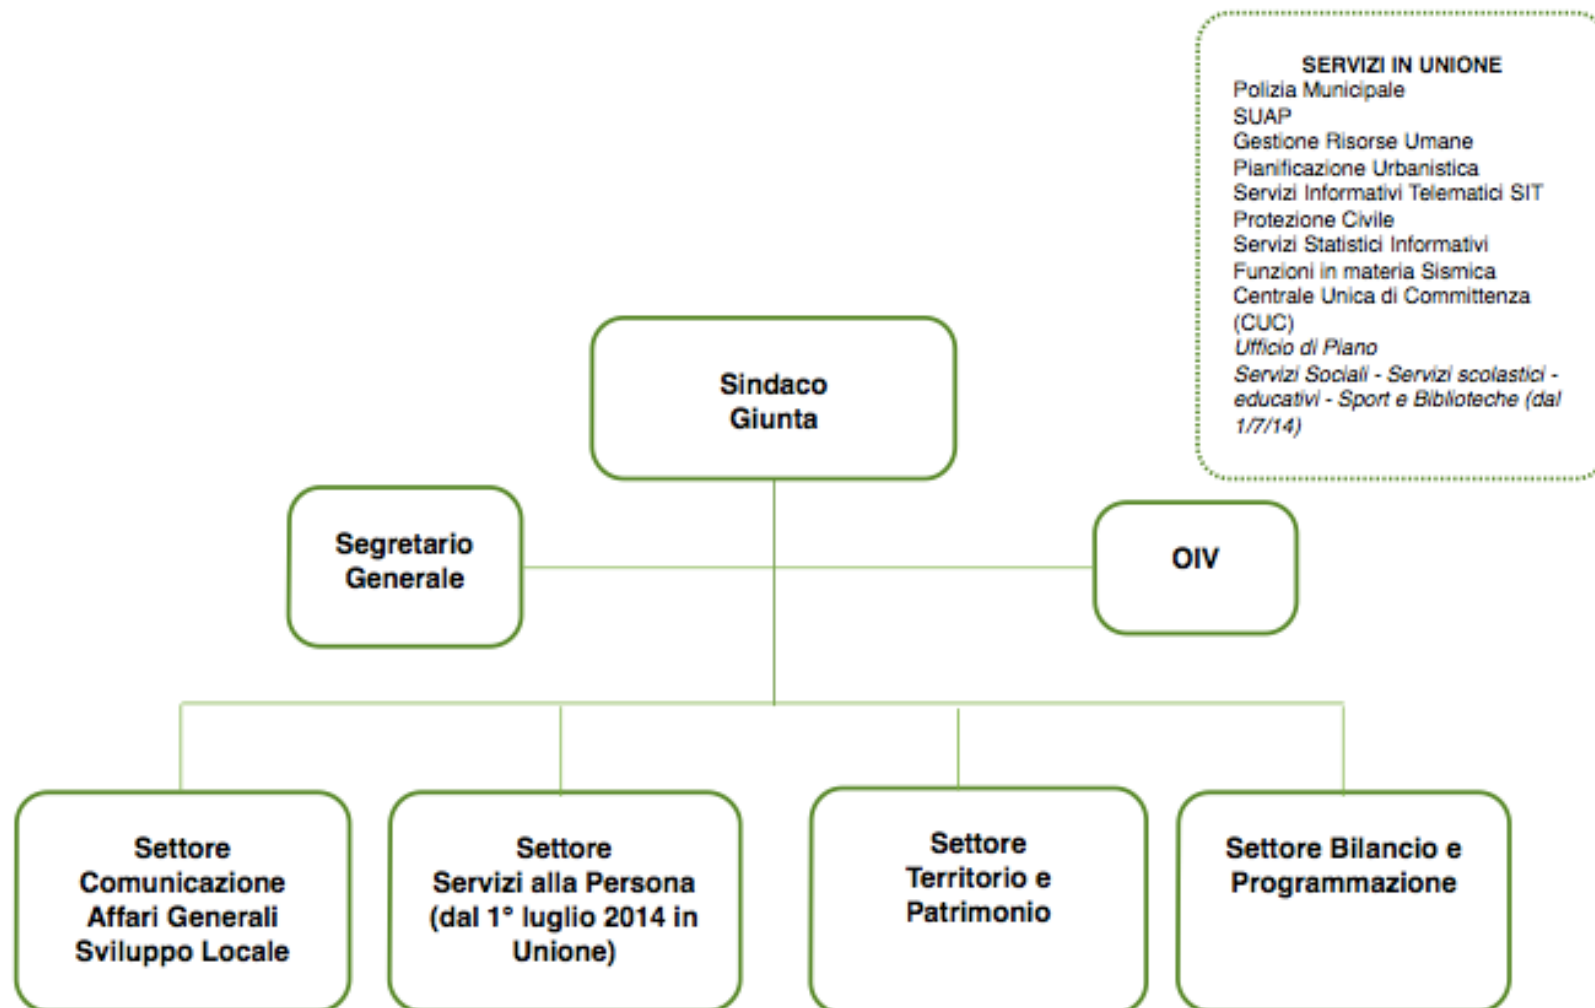 SERVIZI IN UNIONE
Polizia Municipale
SUAP
Gestione Risorse Umane
Pianificazione Urbanistica
Servizi Informativi Telematici SIT
Protezione Civile
Servizi Statistici Informativi
Funzioni in materia Sismica
Centrale Unica di Committenza
(CUC)
Ufficio di Piano
Servizi Sociali - Servizi scolastici -
educativi - Sport e Biblioteche (dal
1/7/14)
Sindaco
Giunta
Segretario
Generale
OIV
Settore
Comunicazione
Affari Generali
Sviluppo Locale
Settore
Servizi alla Persona
(dal 1° luglio 2014 in
Unione)
Settore
Territorio e
Patrimonio
Settore Bilancio e
Programmazione